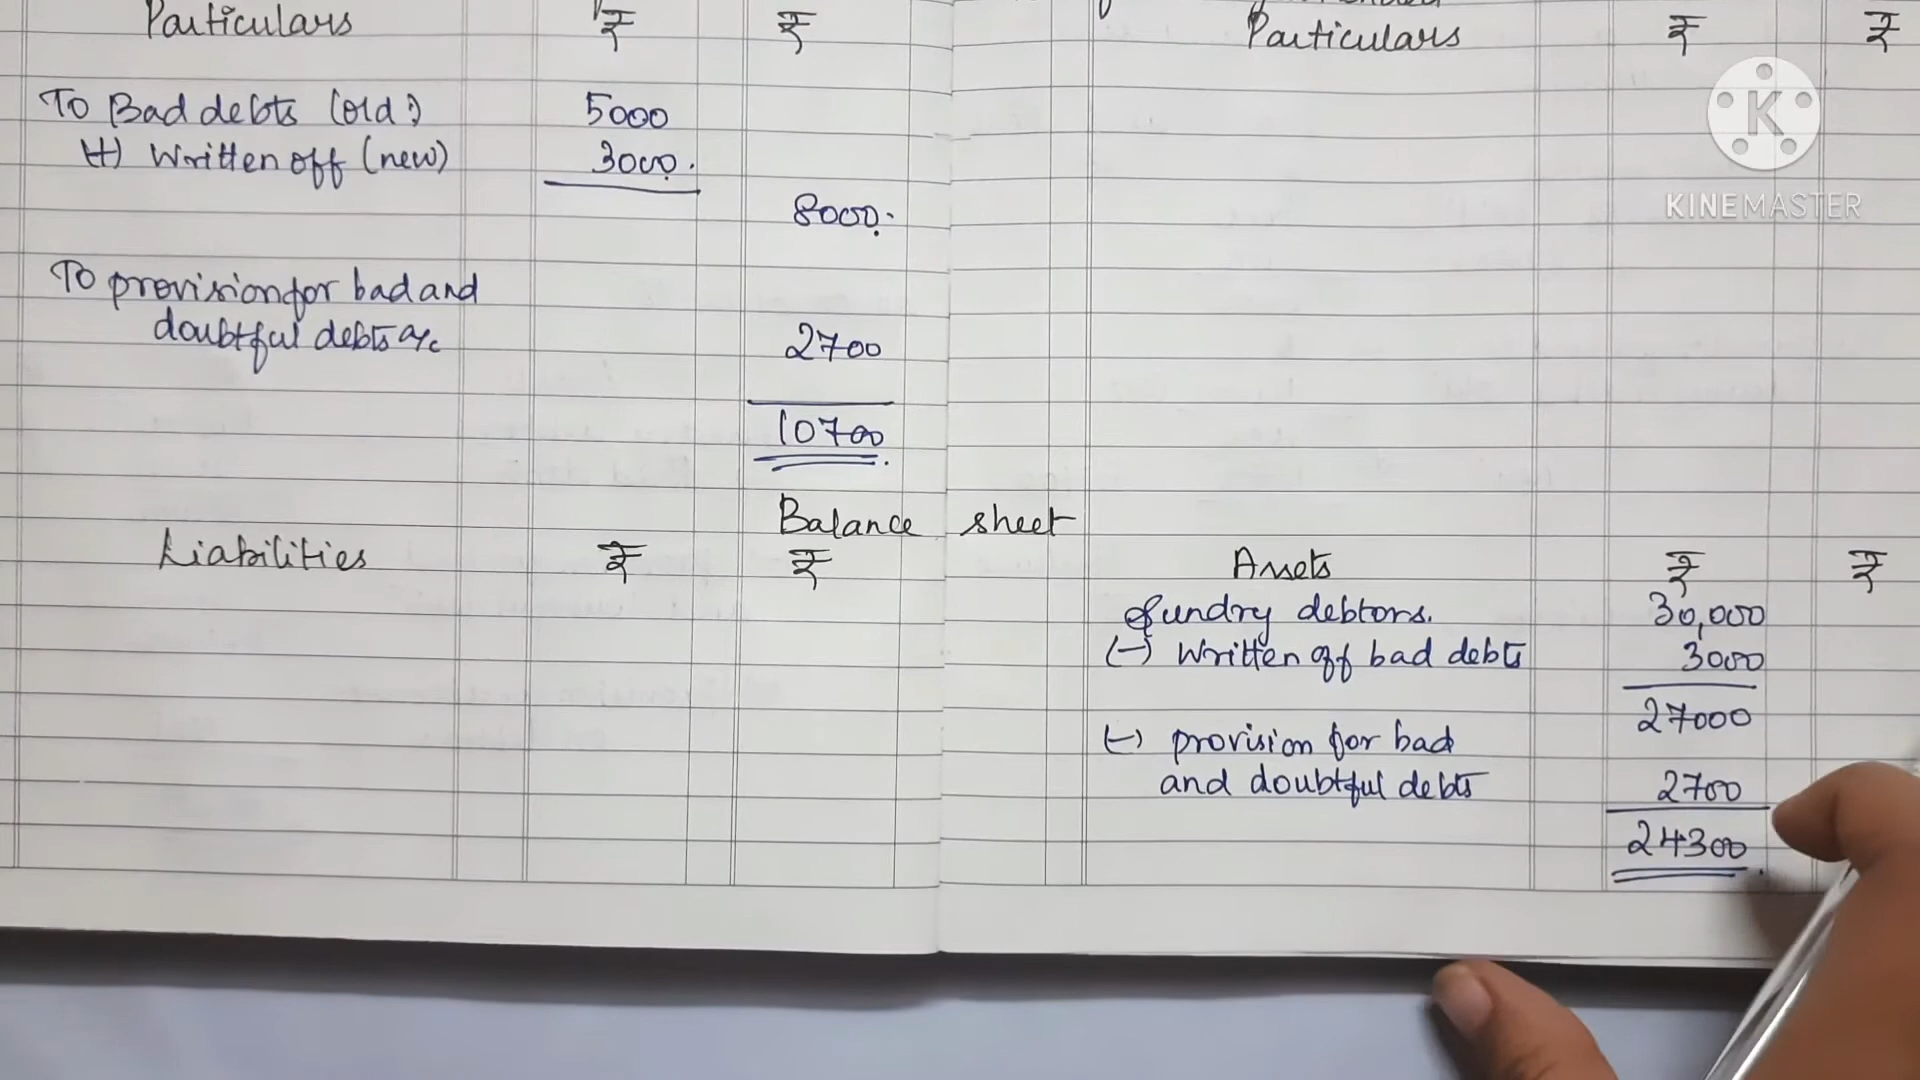 Particulars ₹ ₹
To Bad debts (old) 5000
(+) Written off (new) 3000.
8000.
To provision for bad and
doubtful debts a/c 2700
10700
Particulars ₹ ₹
Balance sheet
Liabilities ₹ ₹
Assets ₹ ₹
Sundry debtors. 30,000
(-) Written off bad debts 3000
27000
(-) provision for bad
and doubtful debts 2700
24300
K
KINEMASTER